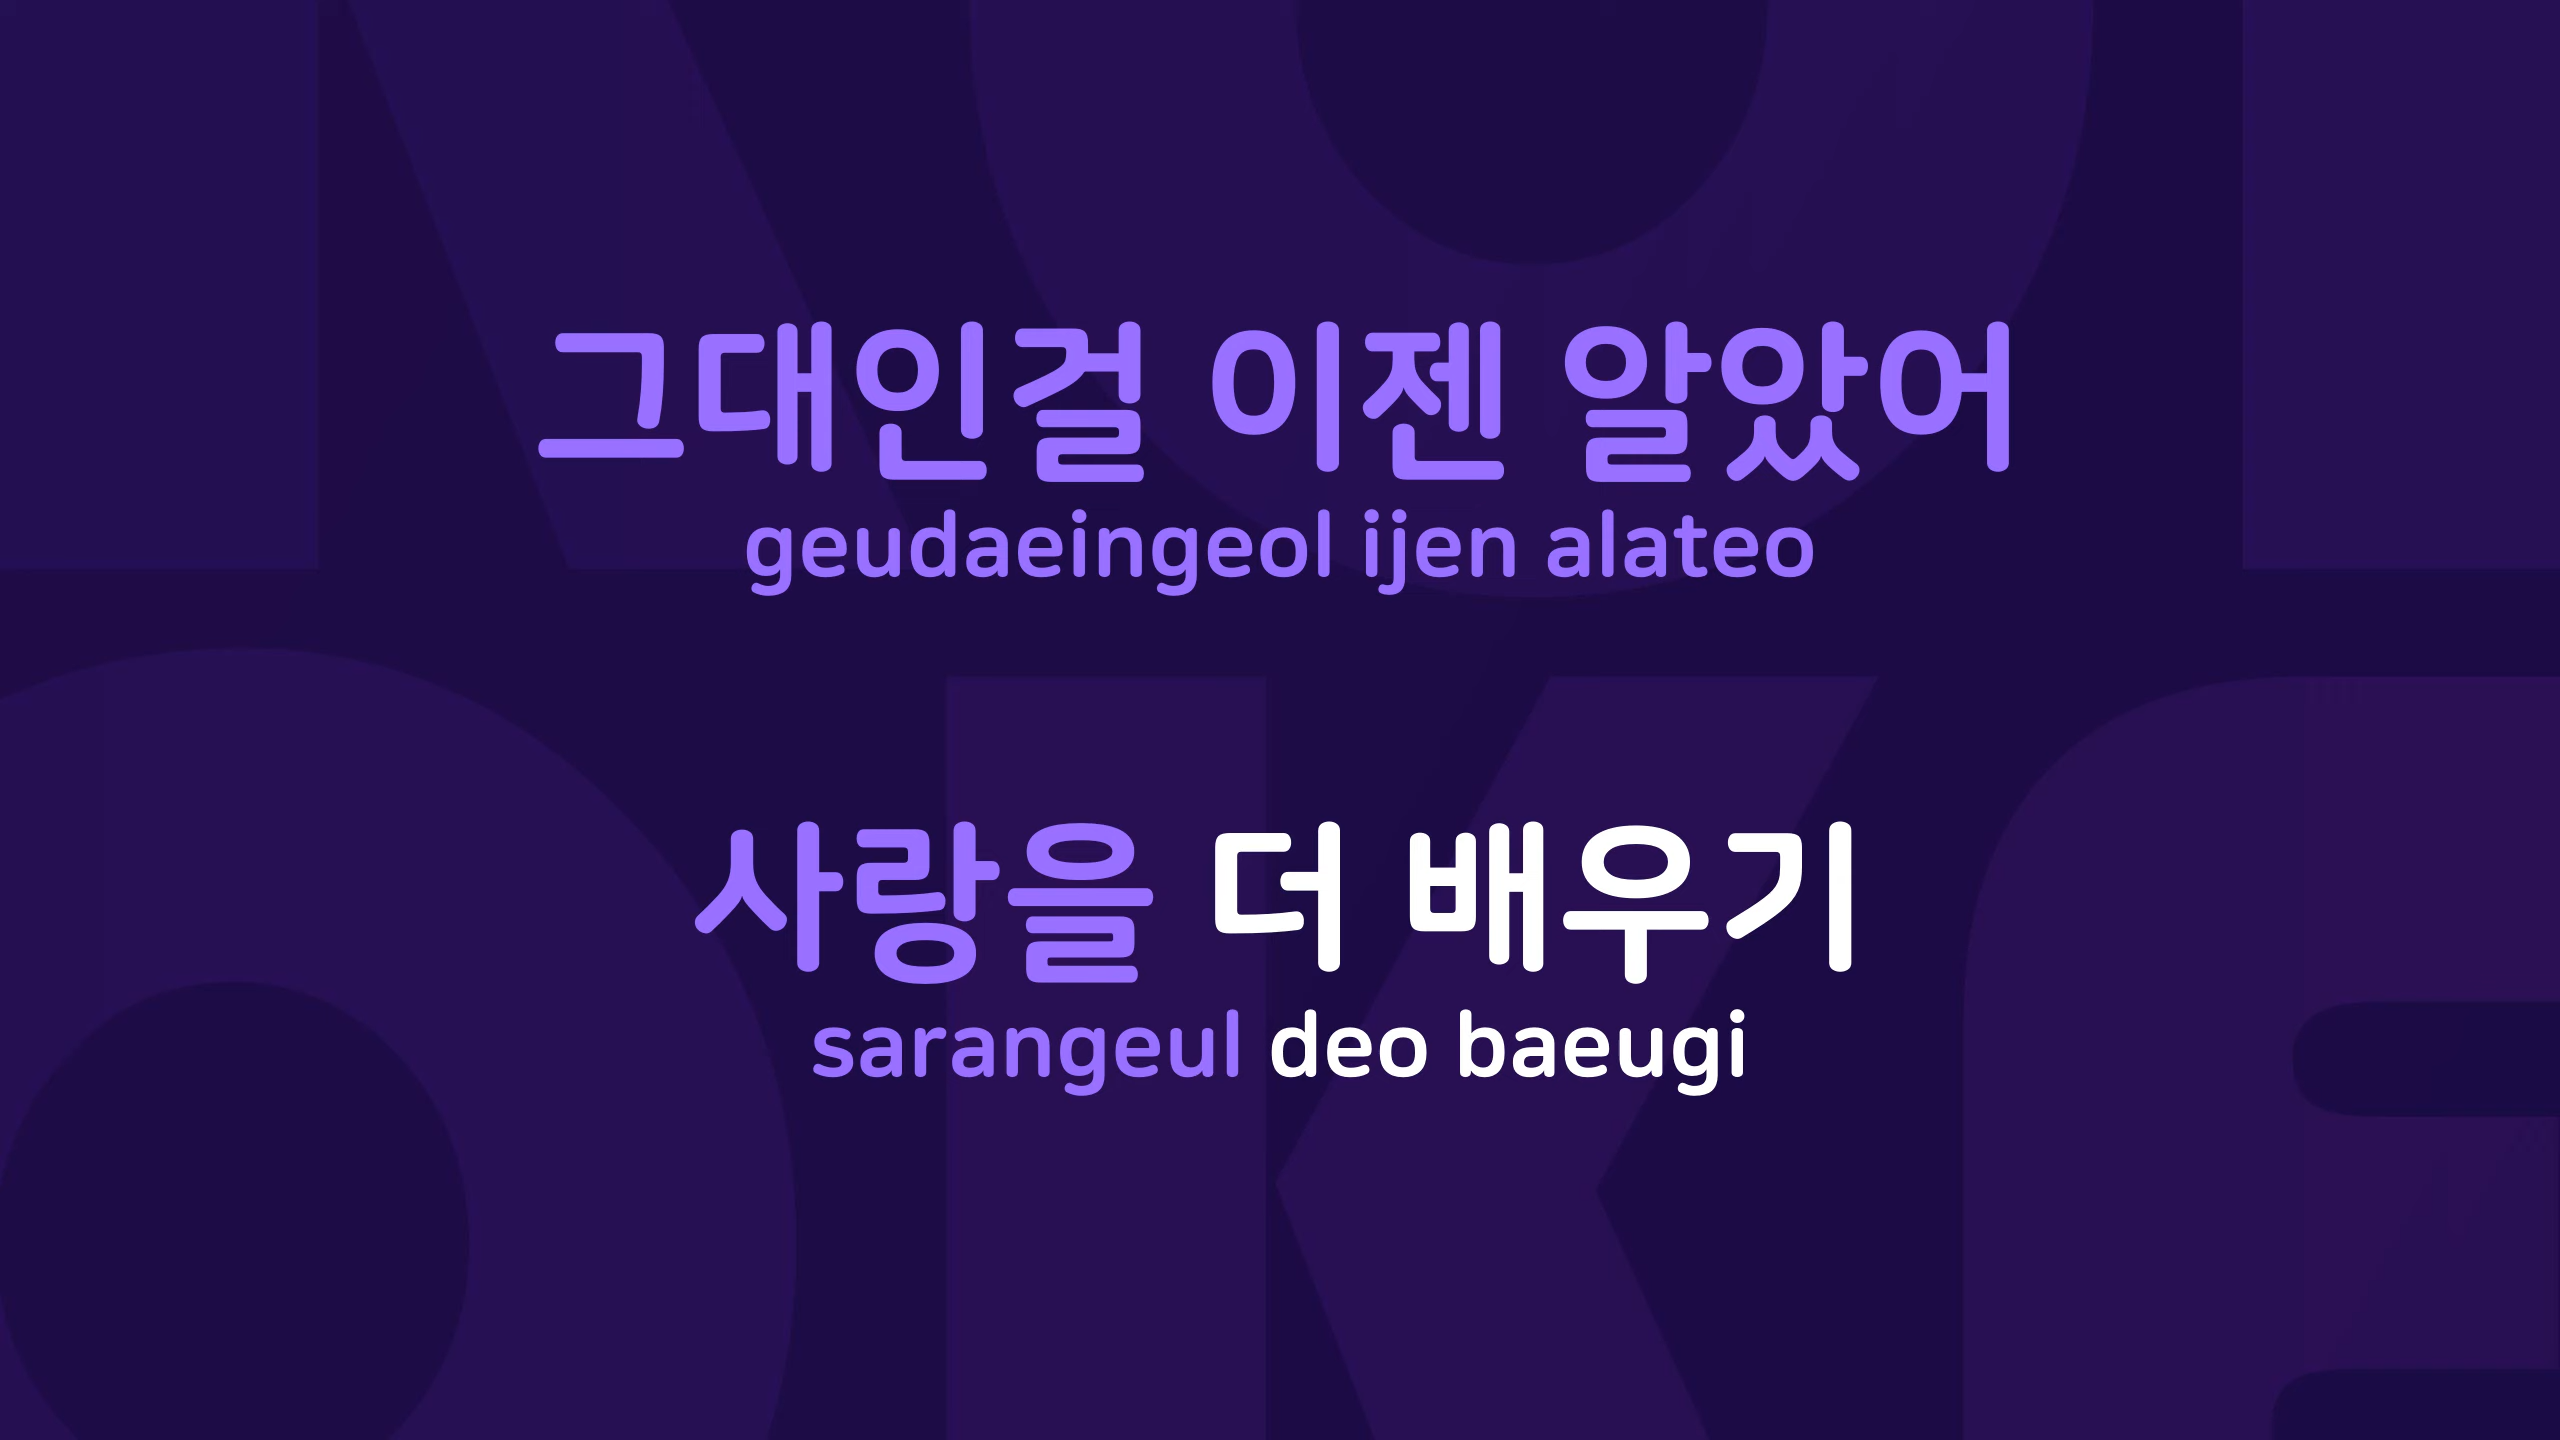 그대인걸 이젠 알았어
geudaeingeol ijen alateo
사랑을 더 배우기
sarangeul deo baeugi